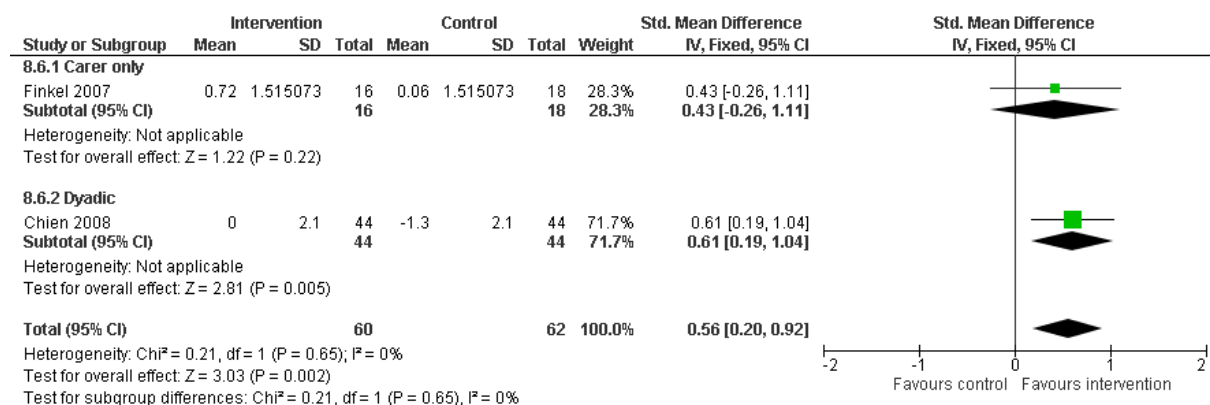 Intervention Control Std. Mean Difference Std. Mean Difference
Study or Subgroup Mean SD Total Mean SD Total Weight IV, Fixed, 95% CI IV, Fixed, 95% CI
8.6.1 Carer only
Finkel 2007 0.72 1.515073 16 0.06 1.515073 18 28.3% 0.43 [-0.26, 1.11]
Subtotal (95% CI) 16 18 28.3% 0.43 [-0.26, 1.11]
Heterogeneity: Not applicable
Test for overall effect: Z = 1.22 (P = 0.22)
8.6.2 Dyadic
Chien 2008 0 2.1 44 -1.3 2.1 44 71.7% 0.61 [0.19, 1.04]
Subtotal (95% CI) 44 44 71.7% 0.61 [0.19, 1.04]
Heterogeneity: Not applicable
Test for overall effect: Z = 2.81 (P = 0.005)
Total (95% CI) 60 62 100.0% 0.56 [0.20, 0.92]
Heterogeneity: Chi² = 0.21, df = 1 (P = 0.65); I² = 0%
Test for overall effect: Z = 3.03 (P = 0.002)
Test for subgroup differences: Chi² = 0.21, df = 1 (P = 0.65), I² = 0%
-2 -1 0 1 2
Favours control Favours intervention